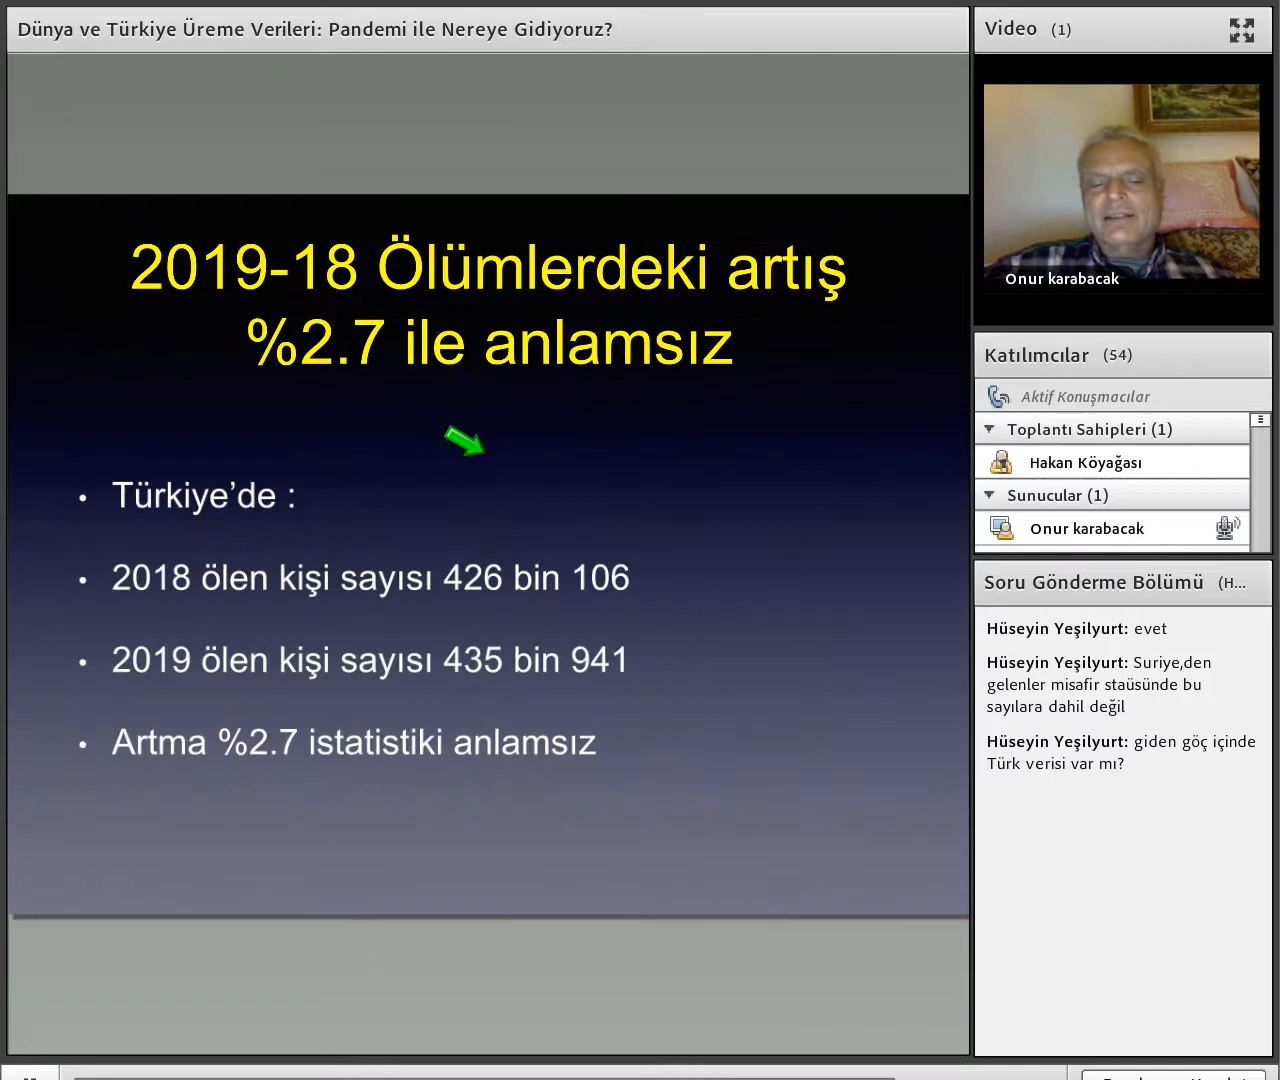 Dünya ve Türkiye Üreme Verileri: Pandemi ile Nereye Gidiyoruz?
2019-18 Ölümlerdeki artış
%2.7 ile anlamsız
• Türkiye’de :
• 2018 ölen kişi sayısı 426 bin 106
• 2019 ölen kişi sayısı 435 bin 941
• Artma %2.7 istatistiki anlamsız
Video (1)
Onur karabacak
Katılımcılar (54)
Aktif Konuşmacılar
Toplantı Sahipleri (1)
Hakan Köyağası
Sunucular (1)
Onur karabacak
Soru Gönderme Bölümü (H...
Hüseyin Yeşilyurt: evet
Hüseyin Yeşilyurt: Suriye,den
gelenler misafir staüsünde bu
sayılara dahil değil
Hüseyin Yeşilyurt: giden göç içinde
Türk verisi var mı?